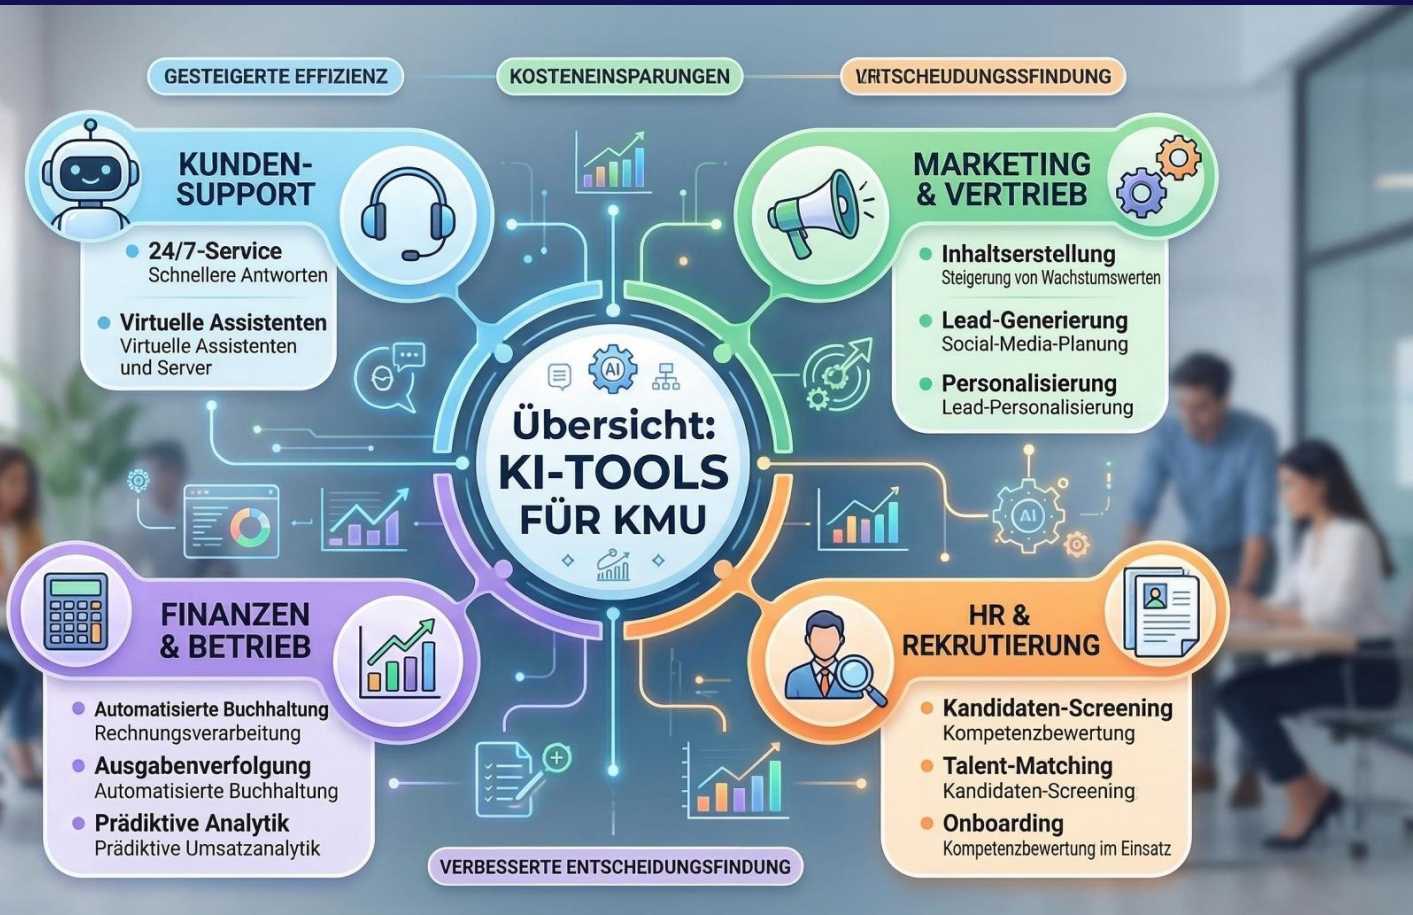 GESTEIGERTE EFFIZIENZ
KOSTENEINSPARUNGEN
KUNDEN-
SUPPORT
24/7-Service
Schnellere Antworten
Virtuelle Assistenten
Virtuelle Assistenten
und Server
MARKETING
& VERTRIEB
Inhaltserstellung
Steigerung von Wachstumswerten
Lead-Generierung
Social-Media-Planung
Personalisierung
Lead-Personalisierung
AI
Übersicht:
KI-TOOLS
FÜR KMU
AI
FINANZEN
& BETRIEB
Automatisierte Buchhaltung
Rechnungsverarbeitung
Ausgabenverfolgung
Automatisierte Buchhaltung
Prädiktive Analytik
Prädiktive Umsatzanalytik
HR &
REKRUTIERUNG
Kandidaten-Screening
Kompetenzbewertung
Talent-Matching
Kandidaten-Screening
Onboarding
Kompetenzbewertung im Einsatz
VERBESSERTE ENTSCHEIDUNGSFINDUNG